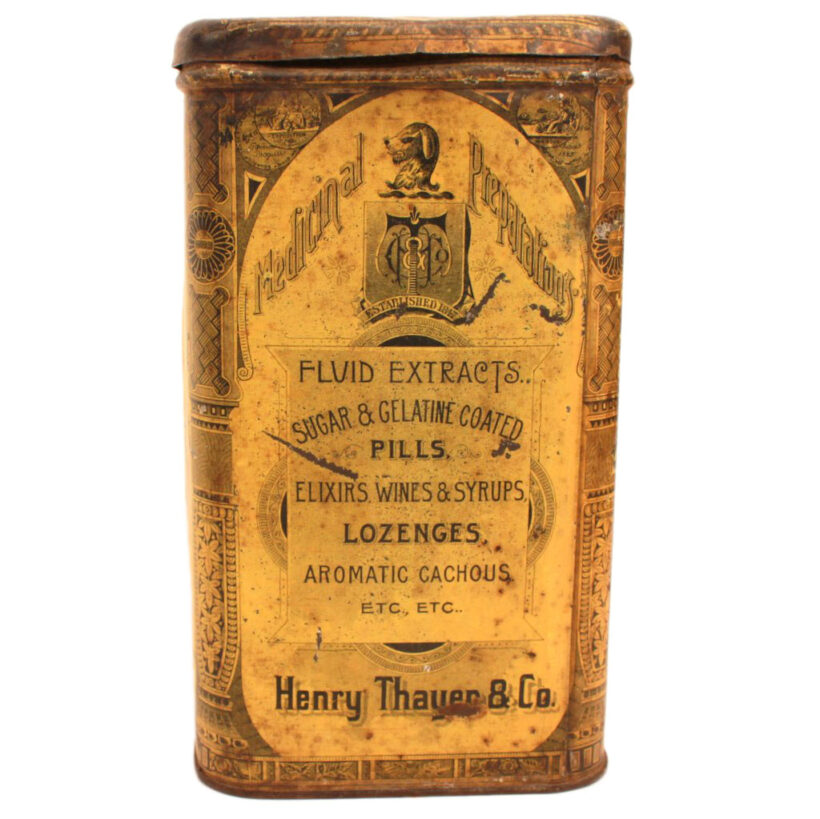 Medicinal Preparations
ESTABLISHED 1847
FLUID EXTRACTS..
SUGAR & GELATINE COATED
PILLS,
ELIXIRS, WINES & SYRUPS,
LOZENGES,
AROMATIC CACHOUS
ETC., ETC..
Henry Thayer & Co.